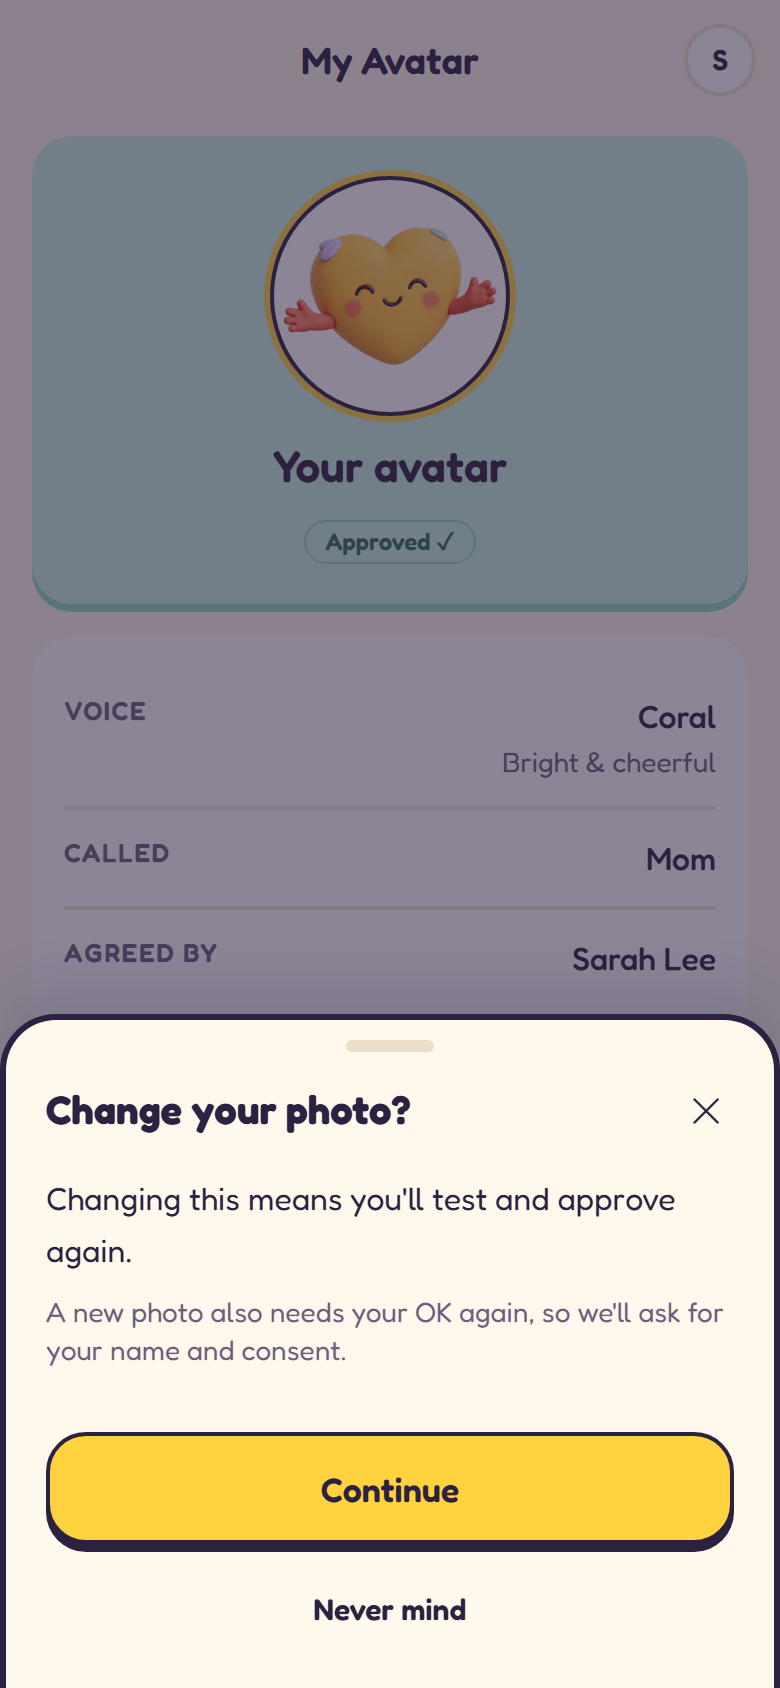 My Avatar
S
Your avatar
Approved ✓
VOICE
Coral
Bright & cheerful
CALLED
Mom
AGREED BY
Sarah Lee
Change your photo?
Changing this means you'll test and approve
again.
A new photo also needs your OK again, so we'll ask for
your name and consent.
Continue
Never mind